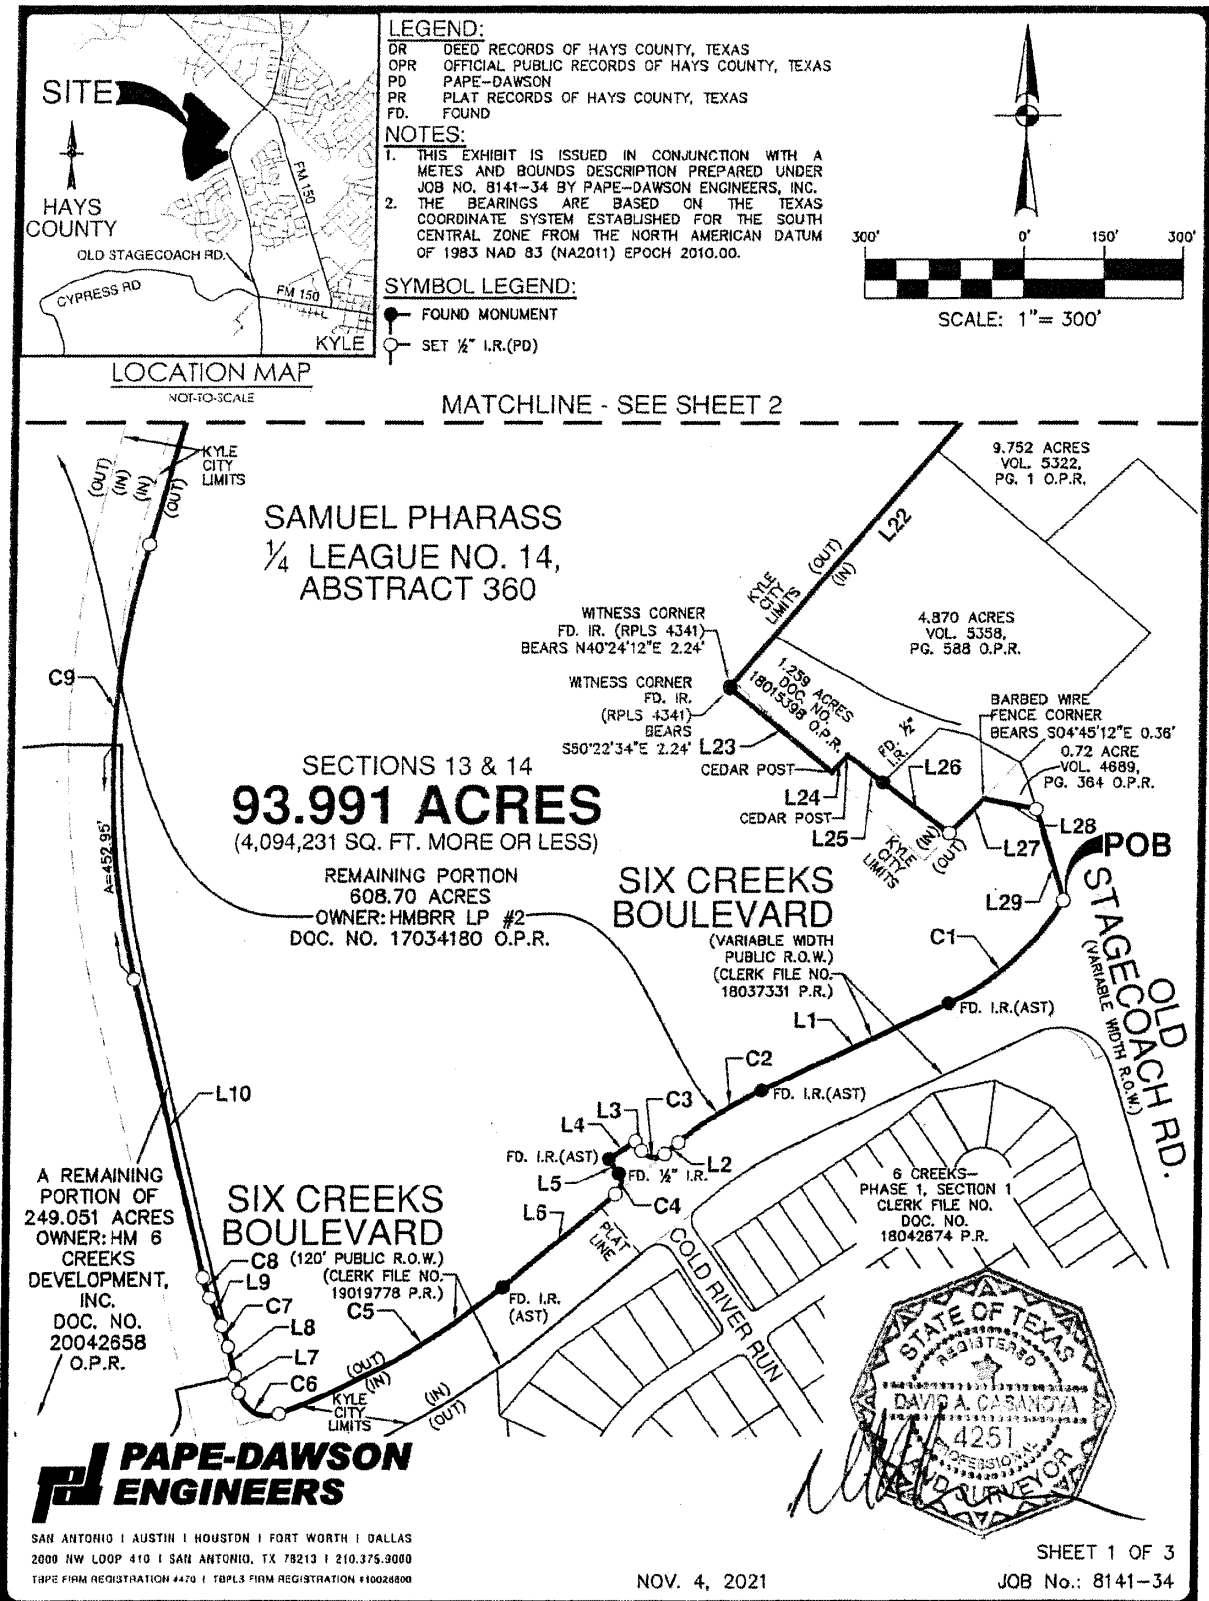 SITE
HAYS
COUNTY
OLD STAGECOACH RD.
CYPRESS RD
FM 150
FM 150
KYLE
LOCATION MAP
NOT-TO-SCALE
LEGEND:
DR DEED RECORDS OF HAYS COUNTY, TEXAS
OPR OFFICIAL PUBLIC RECORDS OF HAYS COUNTY, TEXAS
PD PAPE-DAWSON
PR PLAT RECORDS OF HAYS COUNTY, TEXAS
FD. FOUND
NOTES:
1. THIS EXHIBIT IS ISSUED IN CONJUNCTION WITH A
METES AND BOUNDS DESCRIPTION PREPARED UNDER
JOB NO. 8141-34 BY PAPE-DAWSON ENGINEERS, INC.
2. THE BEARINGS ARE BASED ON THE TEXAS
COORDINATE SYSTEM ESTABLISHED FOR THE SOUTH
CENTRAL ZONE FROM THE NORTH AMERICAN DATUM
OF 1983 NAD 83 (NA2011) EPOCH 2010.00.
SYMBOL LEGEND:
FOUND MONUMENT
SET ½" I.R.(PD)
300' 0' 150' 300'
SCALE: 1"= 300'
MATCHLINE - SEE SHEET 2
KYLE
CITY
LIMITS
(OUT)
(IN)
(IN)
(OUT)
SAMUEL PHARASS
¼ LEAGUE NO. 14,
ABSTRACT 360
9.752 ACRES
VOL. 5322,
PG. 1 O.P.R.
L22
(OUT)
(IN)
KYLE
CITY
LIMITS
4.870 ACRES
VOL. 5358,
PG. 588 O.P.R.
WITNESS CORNER
FD. IR. (RPLS 4341)
BEARS N40°24'12"E 2.24'
WITNESS CORNER
FD. IR.
(RPLS 4341)
BEARS
S50°22'34"E 2.24'
1.259 ACRES
DOC. NO.
18015398 O.P.R.
BARBED WIRE
FENCE CORNER
BEARS S04°45'12"E 0.36'
0.72 ACRE
VOL. 4689,
PG. 364 O.P.R.
C9
L23
CEDAR POST
FD. ½"
I.R.
L26
L24
CEDAR POST
L25
KYLE
CITY
LIMITS
(IN)
(OUT)
L27
L28
POB
L29
SECTIONS 13 & 14
93.991 ACRES
(4,094,231 SQ. FT. MORE OR LESS)
A=452.95'
REMAINING PORTION
608.70 ACRES
OWNER: HMBRR LP #2
DOC. NO. 17034180 O.P.R.
SIX CREEKS
BOULEVARD
(VARIABLE WIDTH
PUBLIC R.O.W.)
(CLERK FILE NO.
18037331 P.R.)
C1
OLD
STAGECOACH RD.
(VARIABLE WIDTH R.O.W.)
FD. I.R.(AST)
L1
C2
FD. I.R.(AST)
L10
C3
L3
L4
FD. I.R.(AST)
L2
L5
FD. ½" I.R.
C4
L6
PLAT
LINE
6 CREEKS
PHASE 1, SECTION 1
CLERK FILE NO.
DOC. NO.
18042674 P.R.
COLD RIVER RUN
A REMAINING
PORTION OF
249.051 ACRES
OWNER: HM 6
CREEKS
DEVELOPMENT,
INC.
DOC. NO.
20042658
O.P.R.
SIX CREEKS
BOULEVARD
(120' PUBLIC R.O.W.)
(CLERK FILE NO.
19019778 P.R.)
C8
L9
C7
L8
L7
C6
C5
FD. I.R.
(AST)
(OUT)
(IN)
KYLE
CITY
LIMITS
(IN)
(OUT)
STATE OF TEXAS
REGISTERED
DAVID A. CASANOVA
4251
PROFESSIONAL
LAND SURVEYOR
PAPE-DAWSON
ENGINEERS
SAN ANTONIO | AUSTIN | HOUSTON | FORT WORTH | DALLAS
2000 NW LOOP 410 | SAN ANTONIO, TX 78213 | 210.375.9000
TBPE FIRM REGISTRATION #470 | TBPLS FIRM REGISTRATION #10028800
NOV. 4, 2021
SHEET 1 OF 3
JOB No.: 8141-34